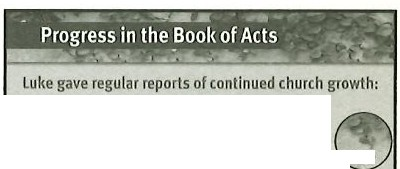 Progress in the Book of Acts
Luke gave regular reports of continued church growth: